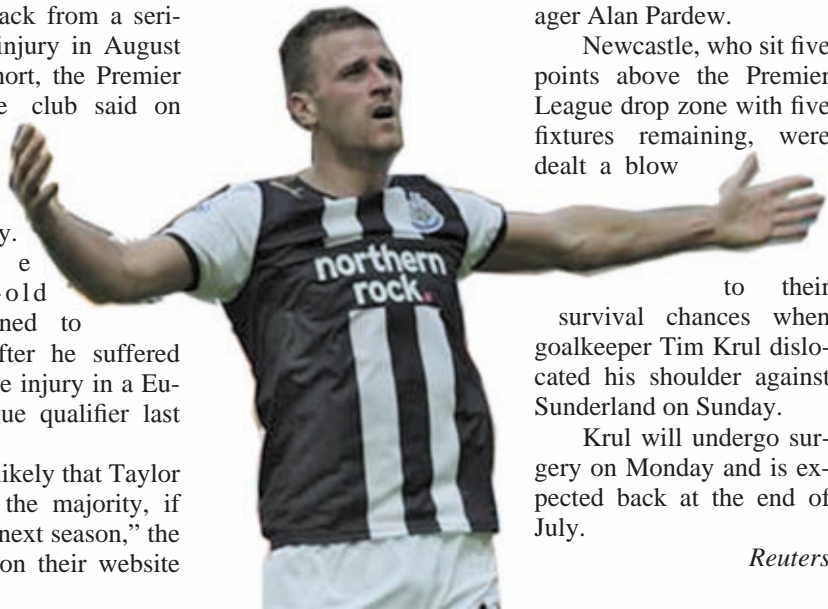 ack from a seri-
injury in August
hort, the Premier
e club said on
y.
e
-old
ned to
fter he suffered
e injury in a Eu-
gue qualifier last
likely that Taylor
the majority, if
next season,” the
on their website
northern
rock.
ager Alan Pardew.
Newcastle, who sit five
points above the Premier
League drop zone with five
fixtures remaining, were
dealt a blow
to their
survival chances when
goalkeeper Tim Krul dislo-
cated his shoulder against
Sunderland on Sunday.
Krul will undergo sur-
gery on Monday and is ex-
pected back at the end of
July.
Reuters